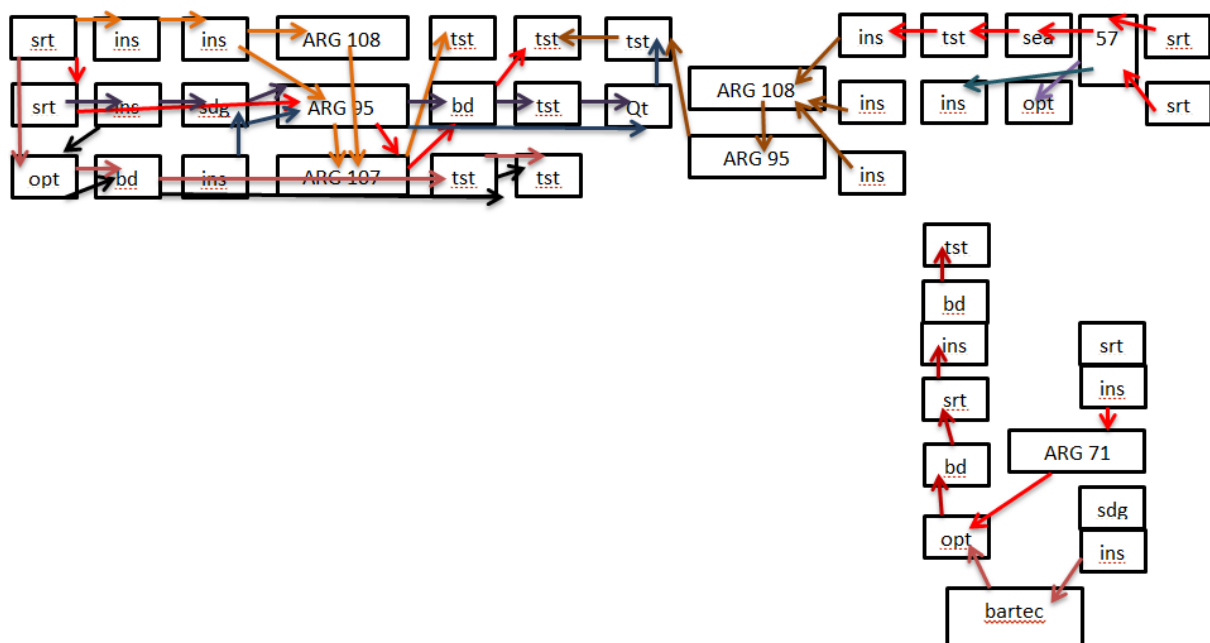 srt ins ins ARG 108 tst tst tst
srt ins sdg ARG 95 bd tst Qt
opt bd ins ARG 107 tst tst
ARG 108
ARG 95
ins tst sea 57 srt
ins ins opt srt
ins
tst
bd
ins
srt
bd
opt
srt
ins
ARG 71
sdg
ins
bartec